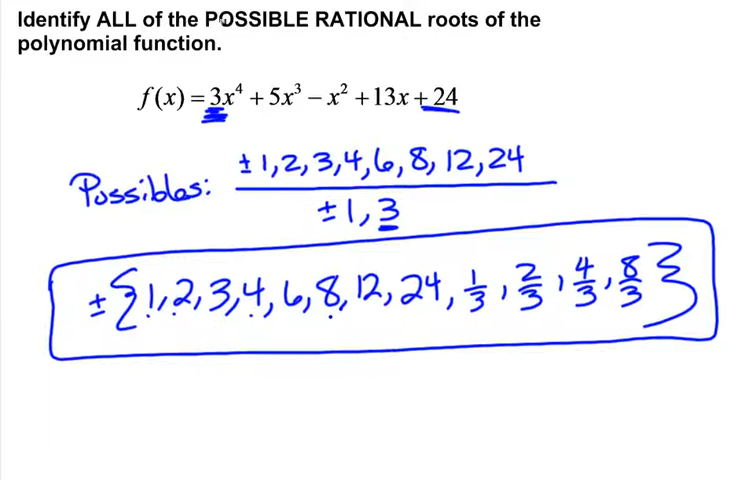 Identify ALL of the POSSIBLE RATIONAL roots of the
polynomial function.
f(x) = 3x⁴ + 5x³ − x² + 13x + 24
Possibles: ± 1, 2, 3, 4, 6, 8, 12, 24
± 1, 3
± { 1, 2, 3, 4, 6, 8, 12, 24, 1/3, 2/3, 4/3, 8/3 }